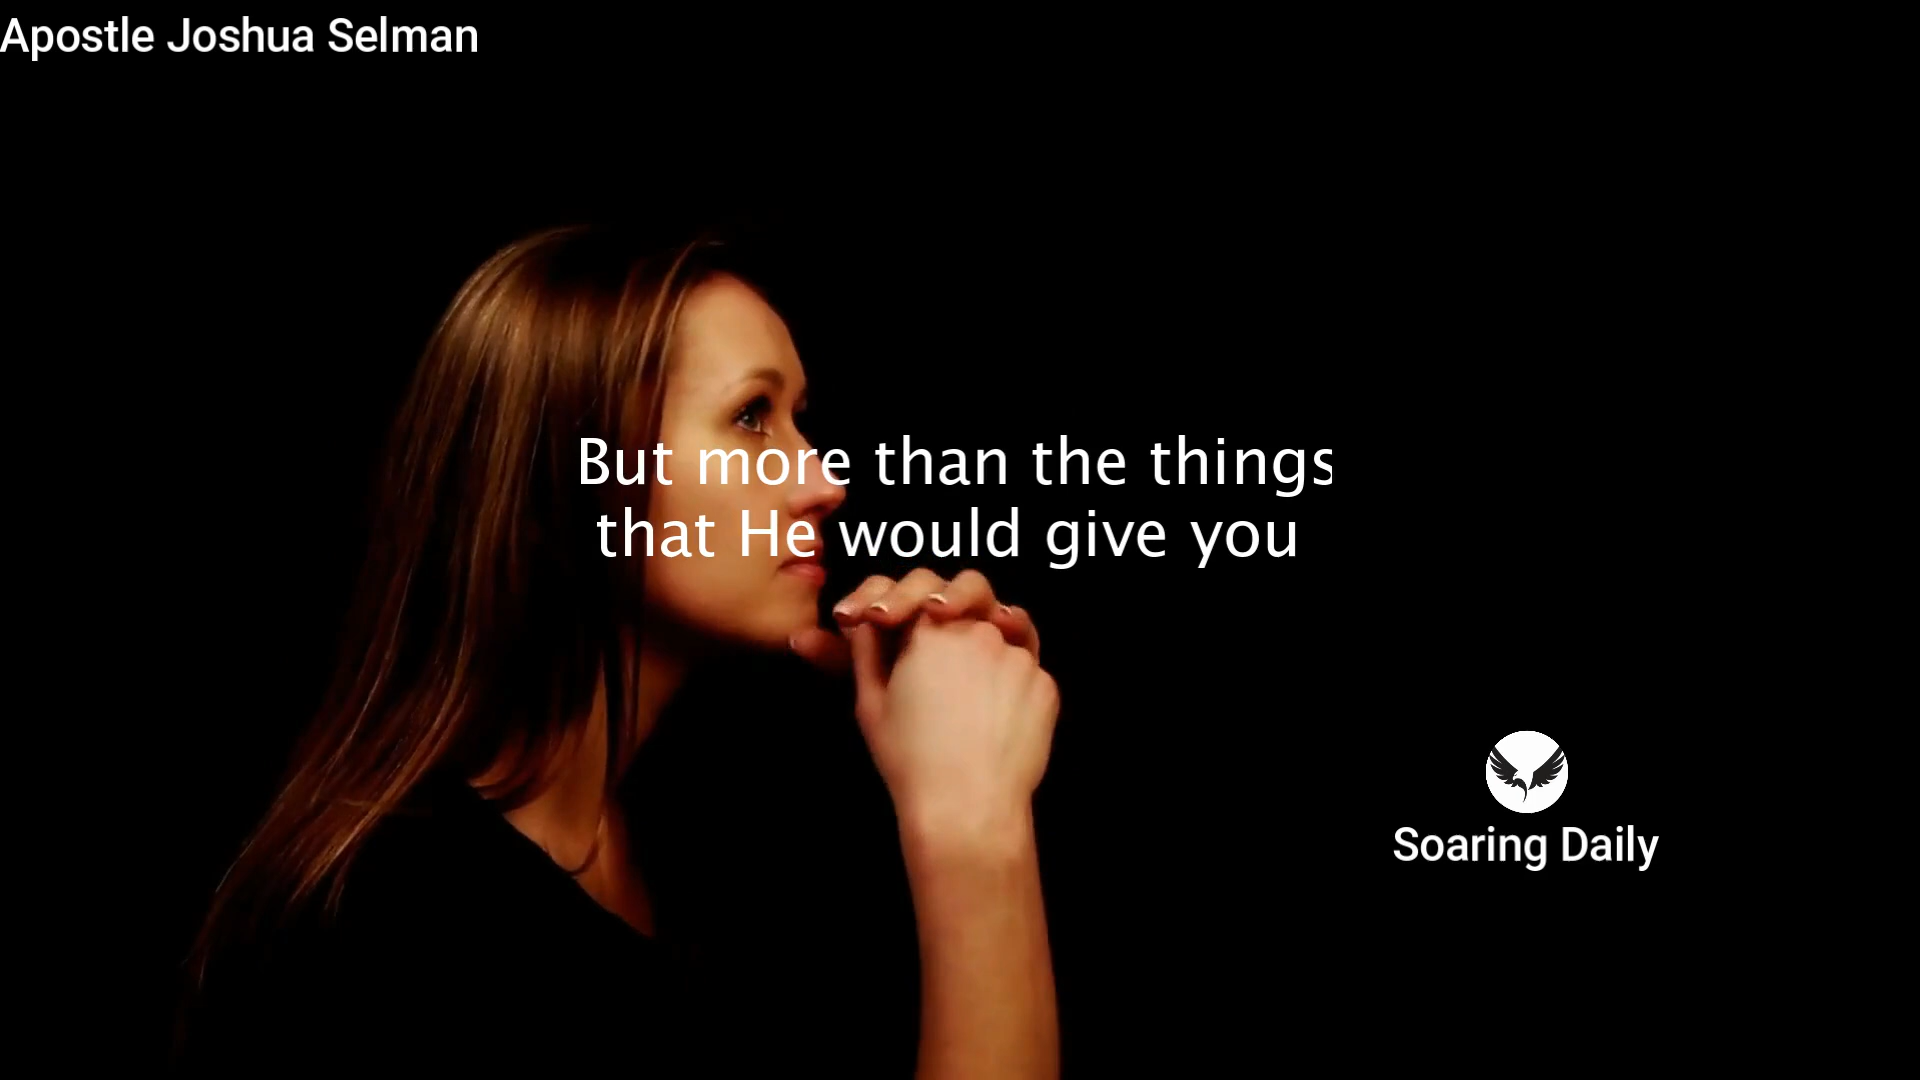 Apostle Joshua Selman
But more than the things
that He would give you
Soaring Daily